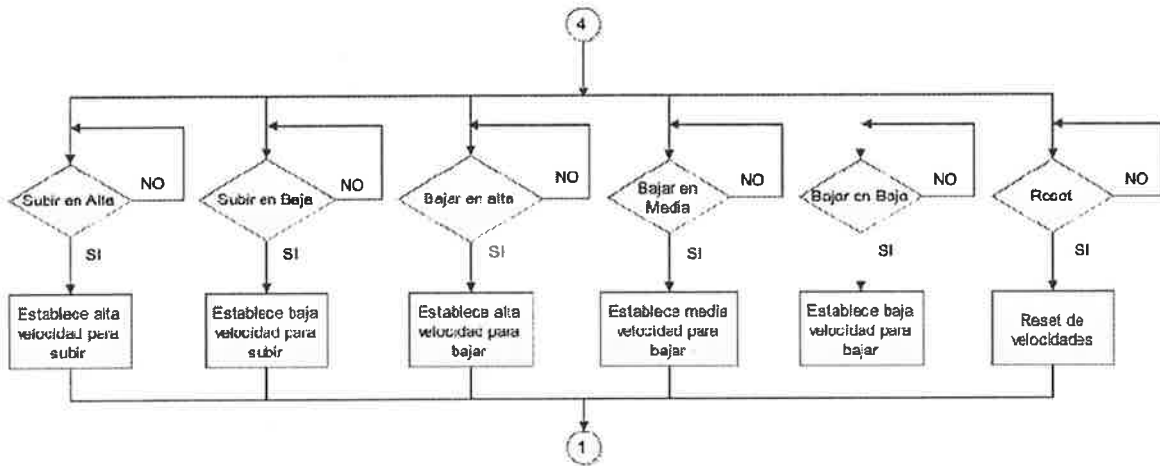 4
Subir en Alta
NO
SI
Subir en Baja
NO
SI
Bajar en alta
NO
SI
Bajar en
Media
NO
SI
Bajar en Baja
NO
SI
Reset
NO
SI
Establece alta
velocidad para
subir
Establece baja
velocidad para
subir
Establece alta
velocidad para
bajar
Establece media
velocidad para
bajar
Establece baja
velocidad para
bajar
Reset de
velocidades
1